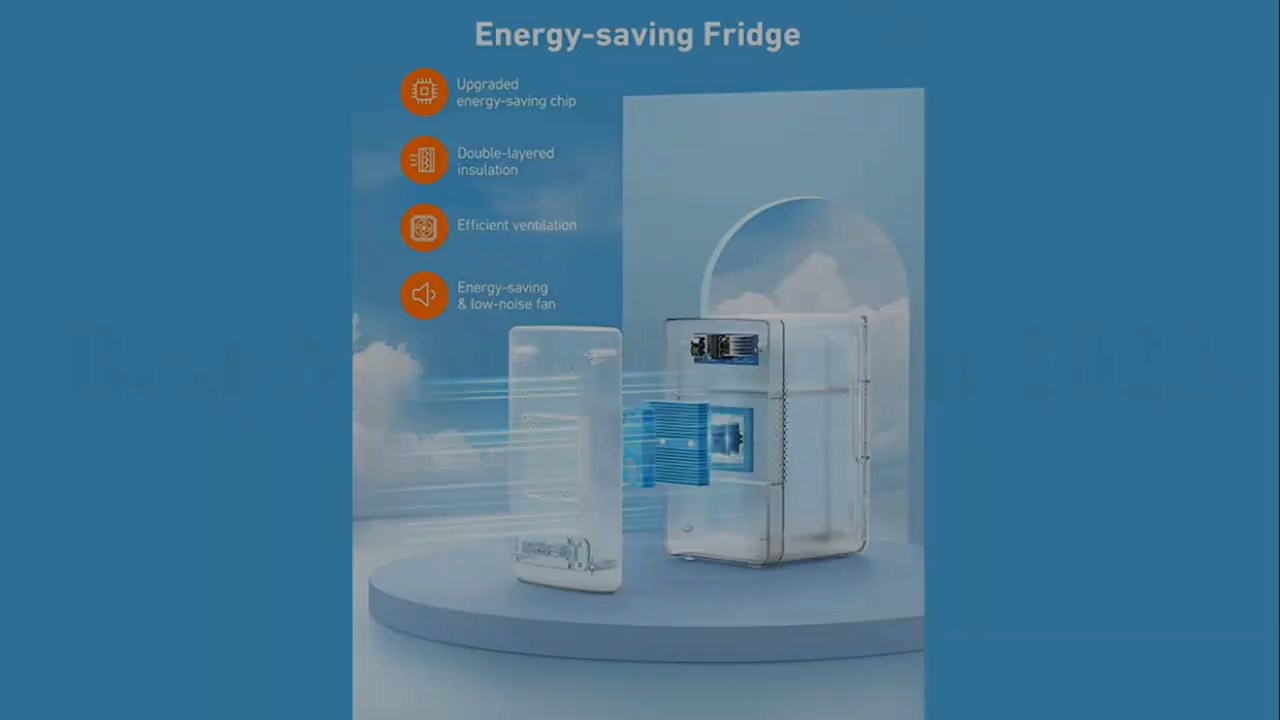 Energy-saving Fridge
Upgraded
energy-saving chip
Double-layered
insulation
Efficient ventilation
Energy-saving
& low-noise fan